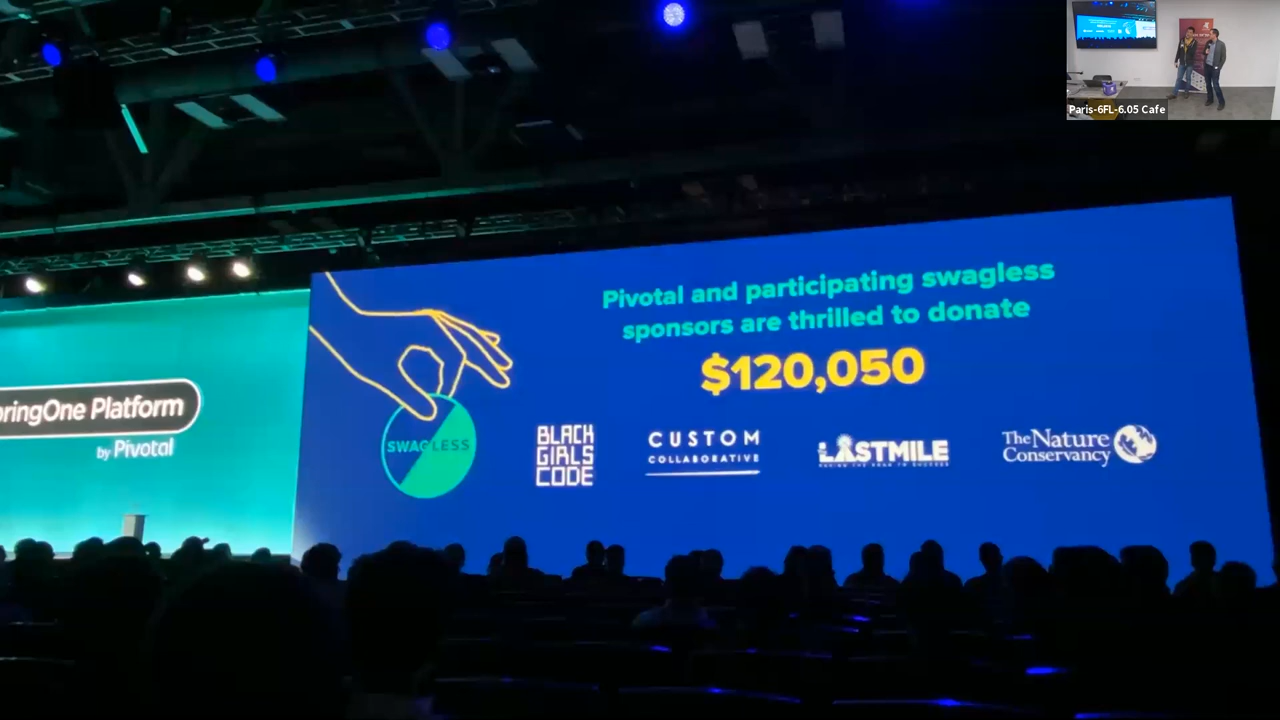 Paris-6FL-6.05 Cafe
Pivotal and participating swagless
sponsors are thrilled to donate
$120,050
SWAGLESS
BLACK
GIRLS
CODE
CUSTOM
COLLABORATIVE
LASTMILE
The Nature
Conservancy
ringOne Platform
by Pivotal